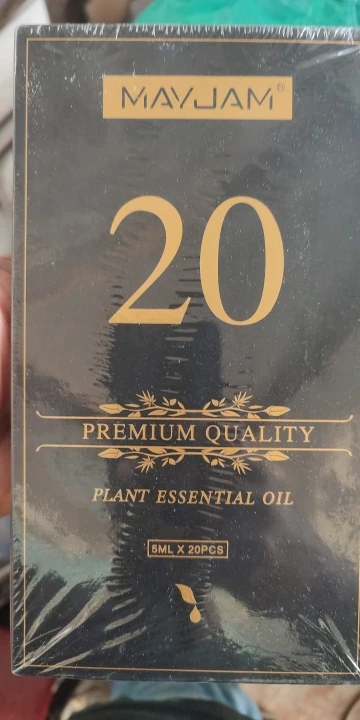 MAYJAM®
20
PREMIUM QUALITY
PLANT ESSENTIAL OIL
5ML X 20PCS